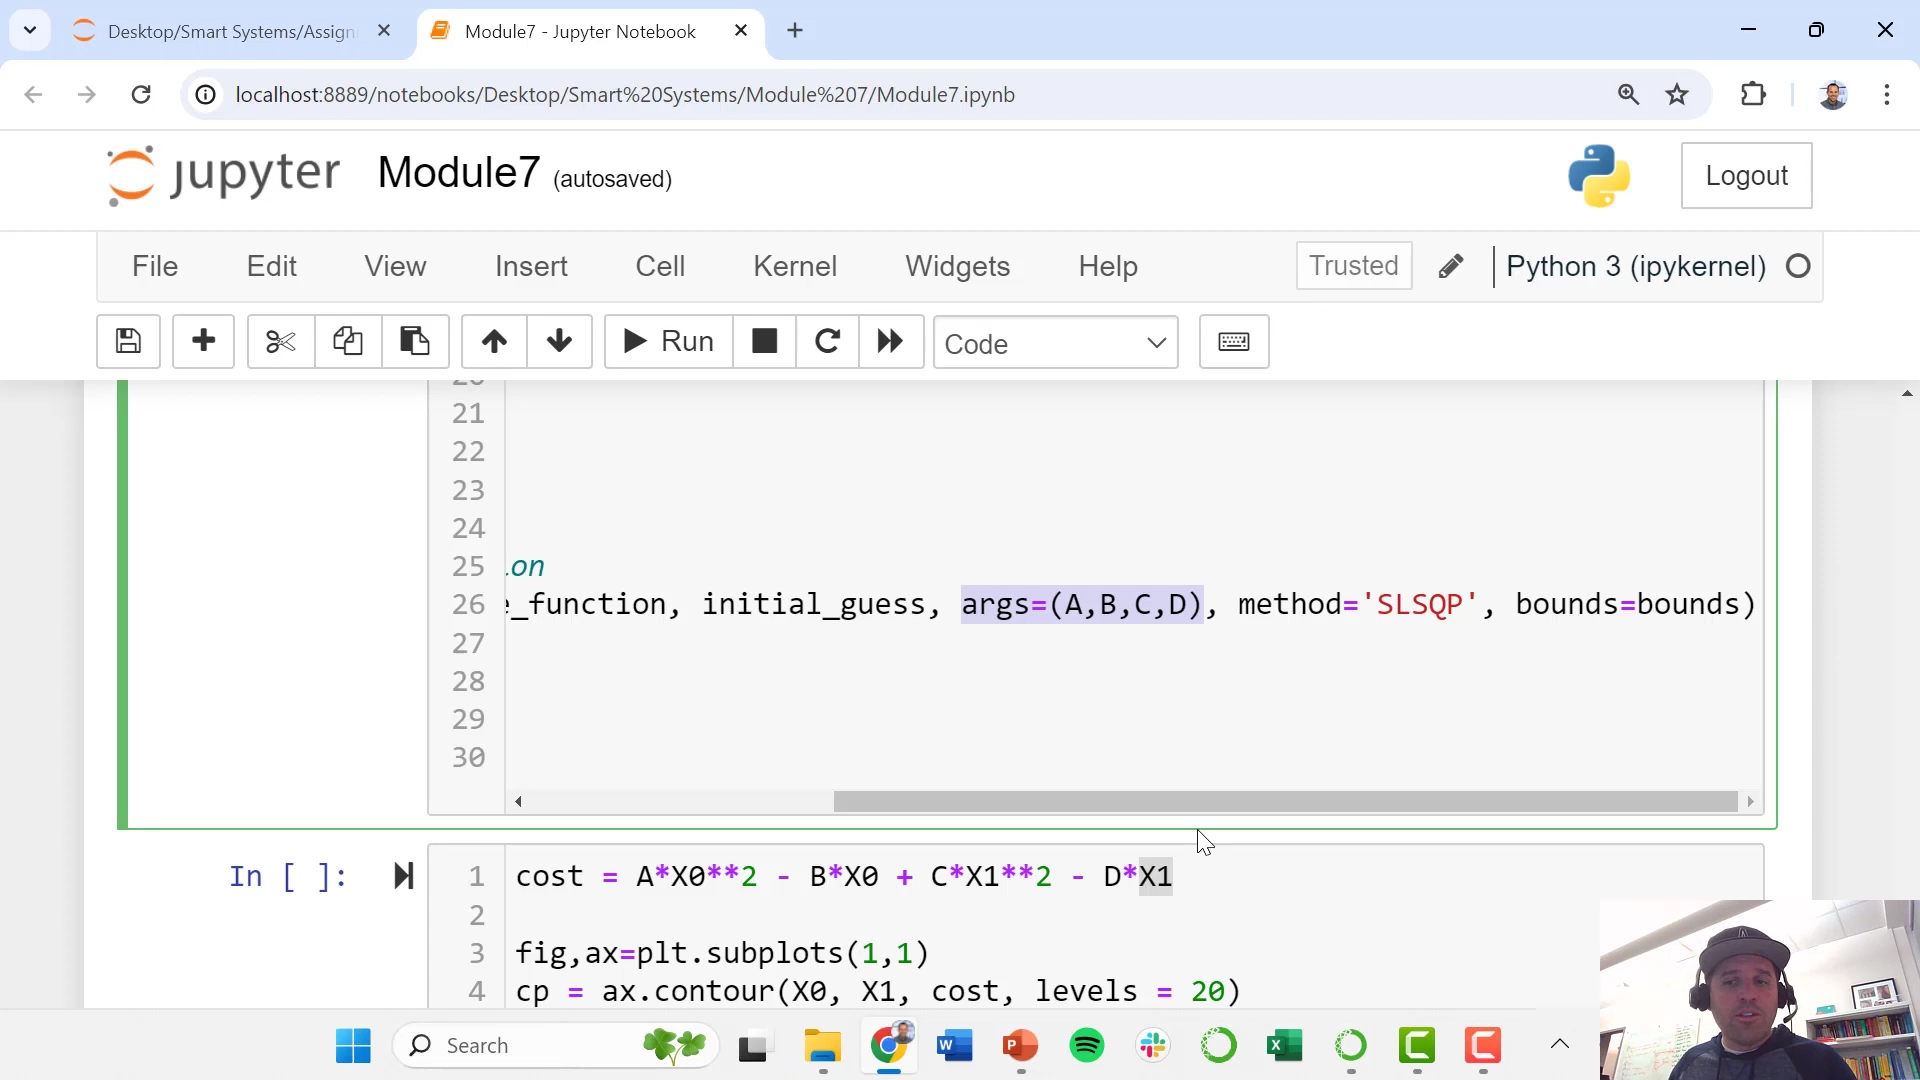 Desktop/Smart Systems/Assign
Module7 - Jupyter Notebook
localhost:8889/notebooks/Desktop/Smart%20Systems/Module%207/Module7.ipynb
jupyter Module7 (autosaved)
Logout
File Edit View Insert Cell Kernel Widgets Help Trusted Python 3 (ipykernel)
Run Code
20
21
22
23
24
25 .on
26 e_function, initial_guess, args=(A,B,C,D), method='SLSQP', bounds=bounds)
27
28
29
30
In [ ]: 1 cost = A*X0**2 - B*X0 + C*X1**2 - D*X1
2
3 fig,ax=plt.subplots(1,1)
4 cp = ax.contour(X0, X1, cost, levels = 20)
Search